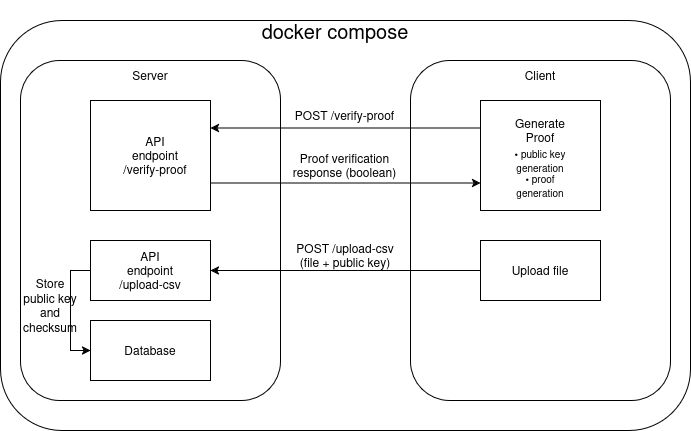 docker compose
Server
Client
API
endpoint
/verify-proof
POST /verify-proof
Proof verification
response (boolean)
Generate
Proof
• public key
generation
• proof
generation
API
endpoint
/upload-csv
POST /upload-csv
(file + public key)
Upload file
Store
public key
and
checksum
Database